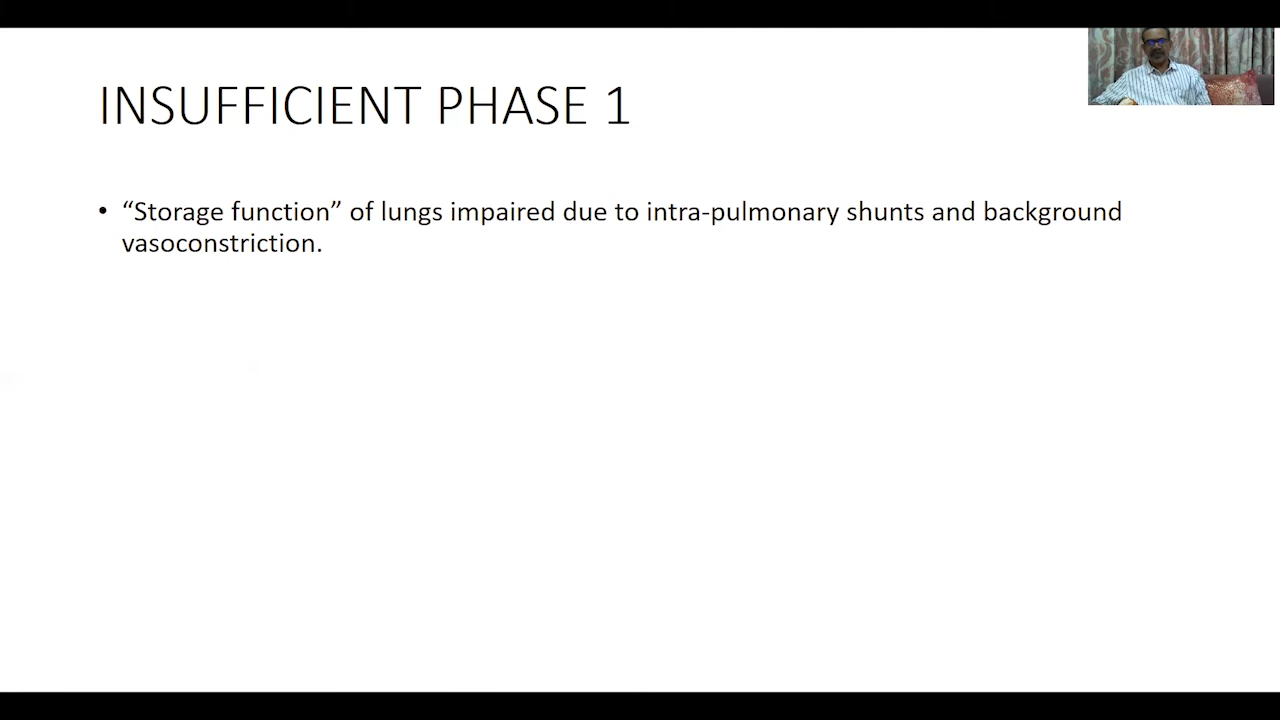 INSUFFICIENT PHASE 1
• “Storage function” of lungs impaired due to intra-pulmonary shunts and background
vasoconstriction.